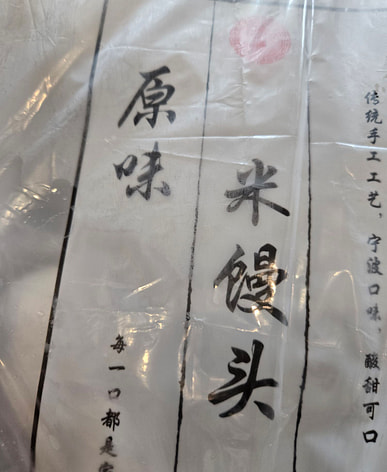 传统手工工艺，宁波口味 酸甜可口
米馒头
原味
每一口都是